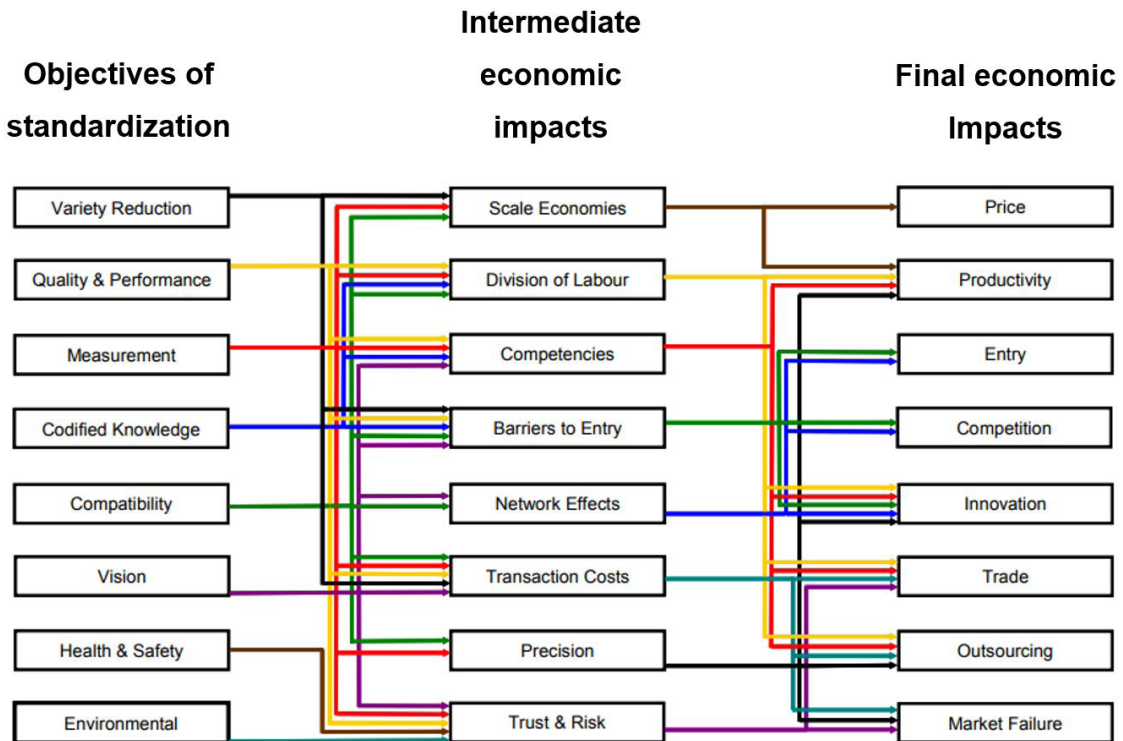 Objectives of
standardization
Intermediate
economic
impacts
Final economic
Impacts
Variety Reduction
Scale Economies
Price
Quality & Performance
Division of Labour
Productivity
Measurement
Competencies
Entry
Codified Knowledge
Barriers to Entry
Competition
Compatibility
Network Effects
Innovation
Vision
Transaction Costs
Trade
Health & Safety
Precision
Outsourcing
Environmental
Trust & Risk
Market Failure